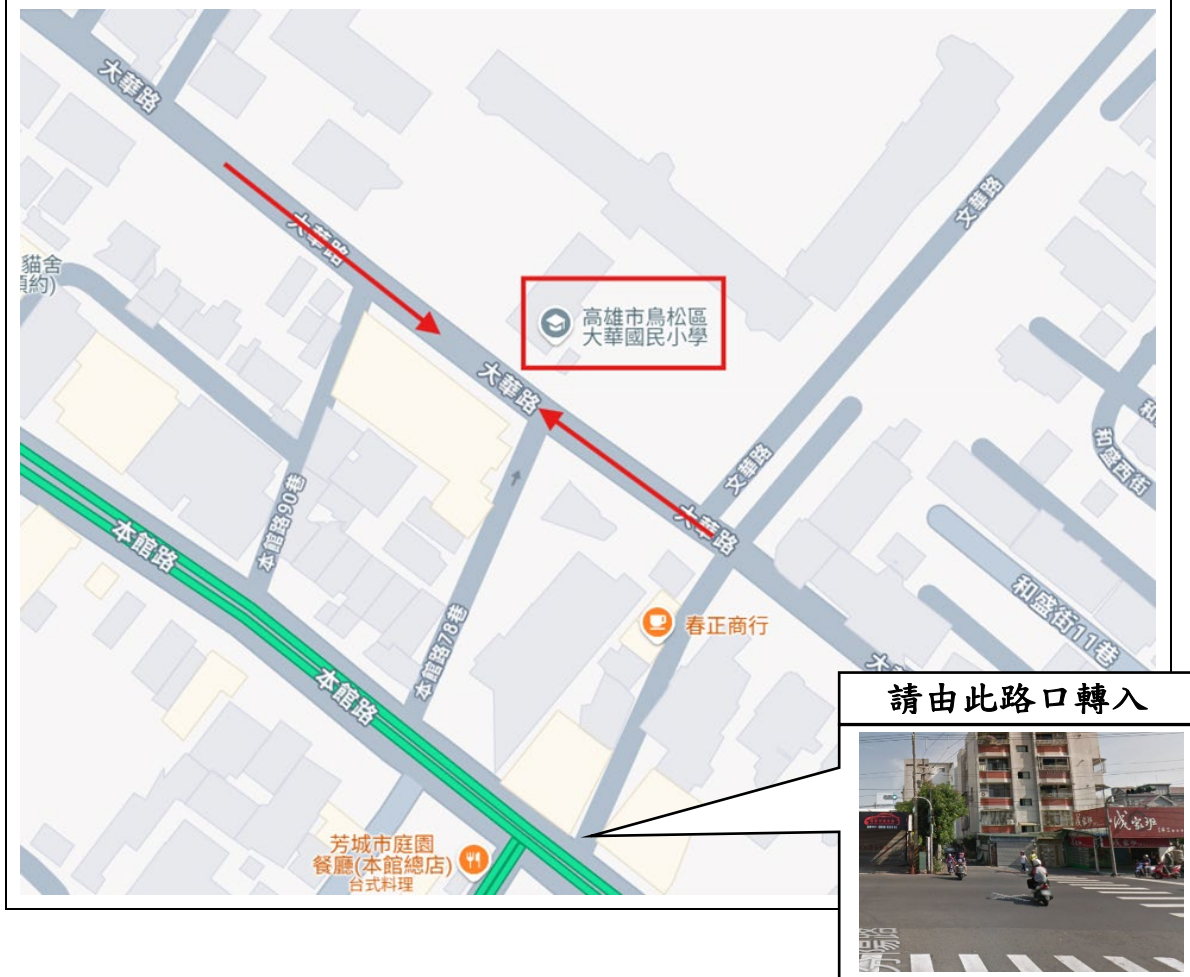 大華路
大華路
文華路
貓舍
高雄市鳥松區
大華國民小學
大華路
和盛西街
文華路
本館路90巷
大華路
本館路
和盛街11巷
春正商行
本館路78巷
本館路
請由此路口轉入
芳城市庭園
餐廳(本館總店)
台式料理